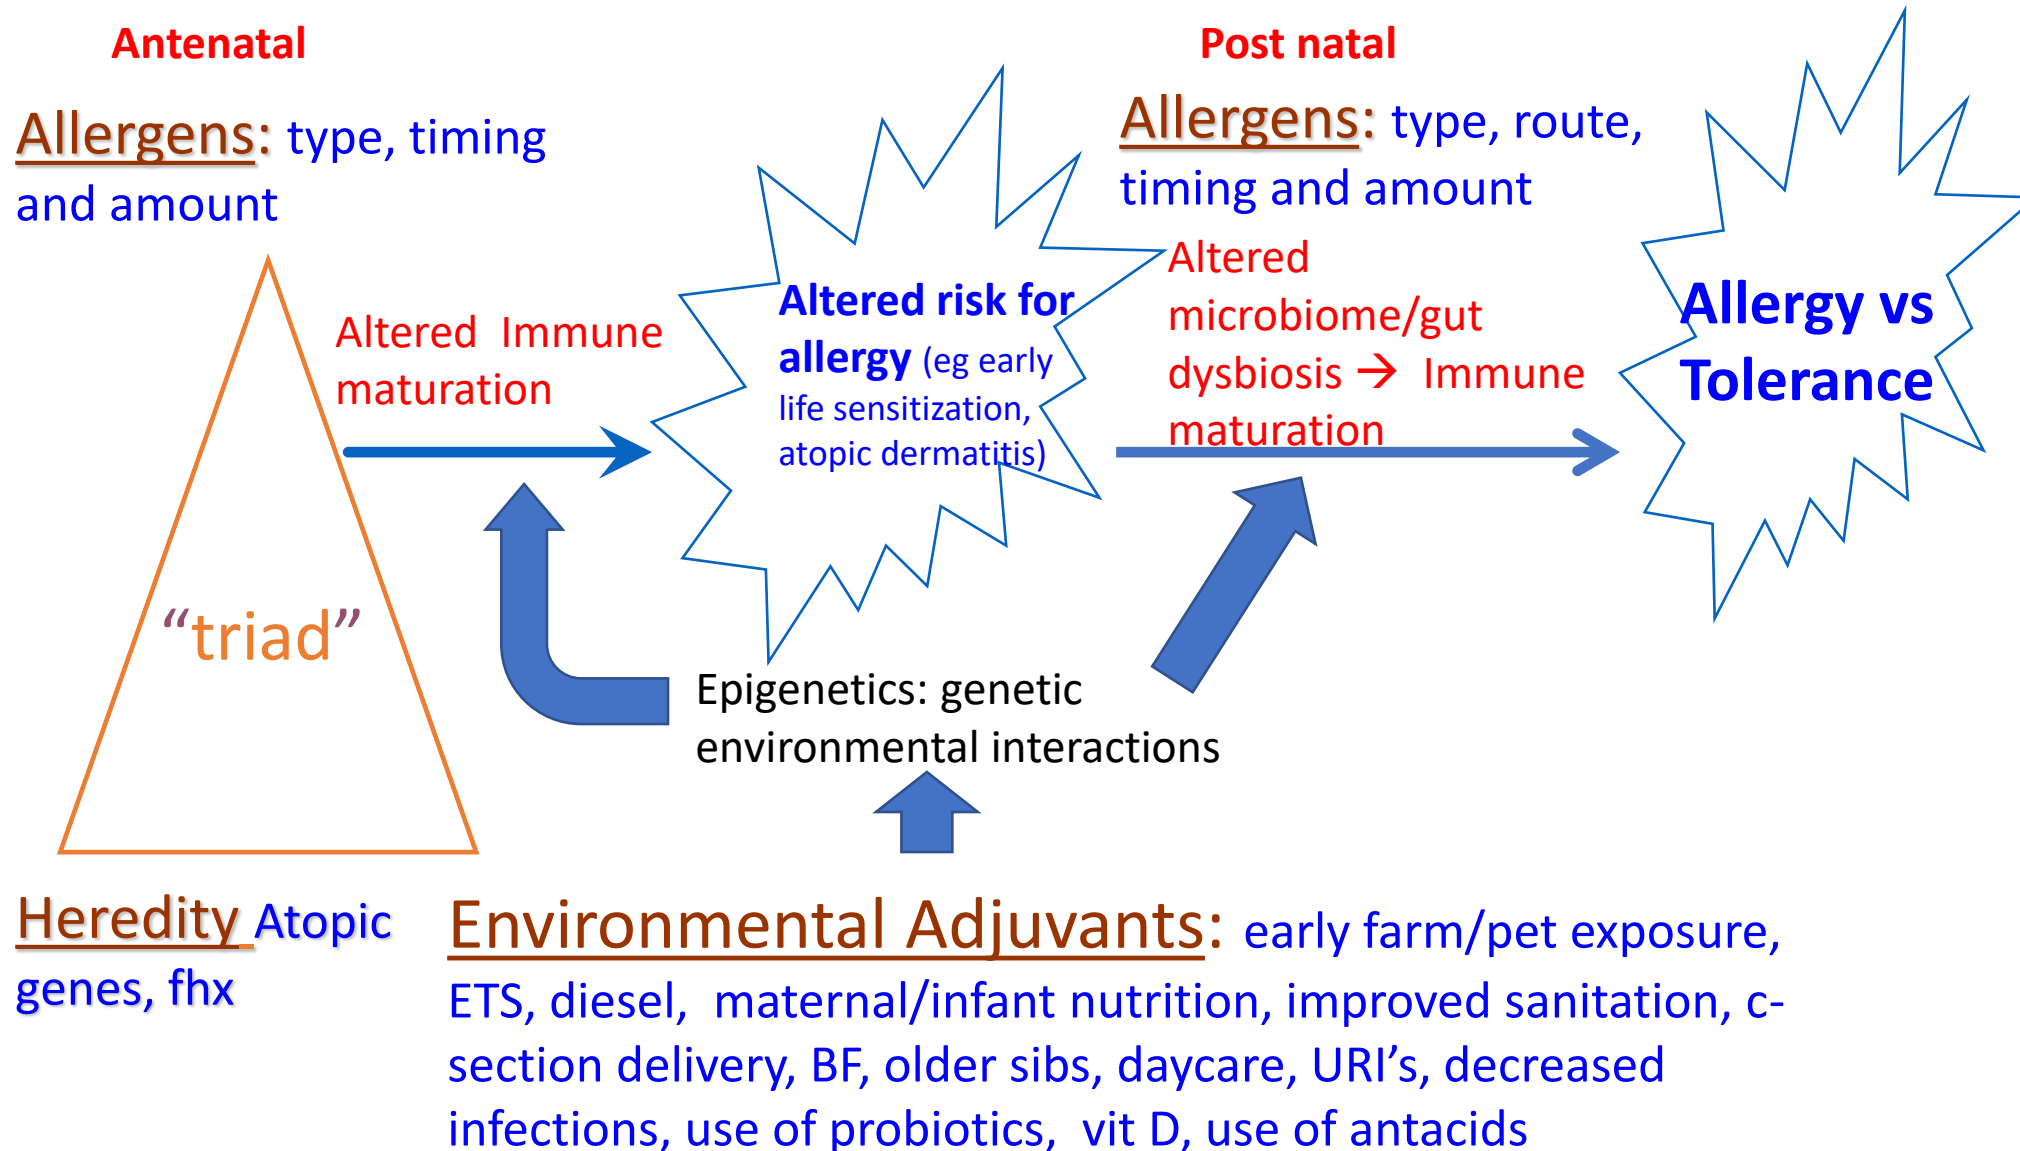 Antenatal
Allergens: type, timing
and amount
Altered  Immune
maturation
"triad"
Heredity Atopic
genes, fhx
Altered risk for
allergy (eg early
life sensitization,
atopic dermatitis)
Post natal
Allergens: type, route,
timing and amount
Altered
microbiome/gut
dysbiosis → Immune
maturation
Allergy vs
Tolerance
Epigenetics: genetic
environmental interactions
Environmental Adjuvants: early farm/pet exposure,
ETS, diesel,  maternal/infant nutrition, improved sanitation, c-
section delivery, BF, older sibs, daycare, URI’s, decreased
infections, use of probiotics,  vit D, use of antacids